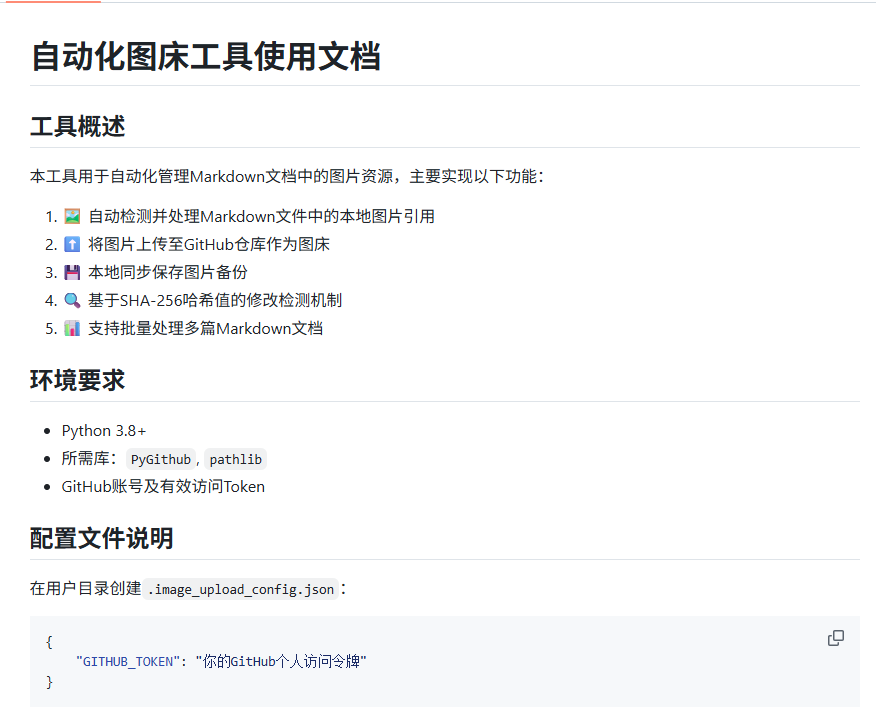 自动化图床工具使用文档
工具概述
本工具用于自动化管理Markdown文档中的图片资源，主要实现以下功能：
1. 🖼️ 自动检测并处理Markdown文件中的本地图片引用
2. ⬆️ 将图片上传至GitHub仓库作为图床
3. 💾 本地同步保存图片备份
4. 🔍 基于SHA-256哈希值的修改检测机制
5. 📊 支持批量处理多篇Markdown文档
环境要求
• Python 3.8+
• 所需库： PyGithub , pathlib
• GitHub账号及有效访问Token
配置文件说明
在用户目录创建 .image_upload_config.json ：
{
"GITHUB_TOKEN": "你的GitHub个人访问令牌"
}